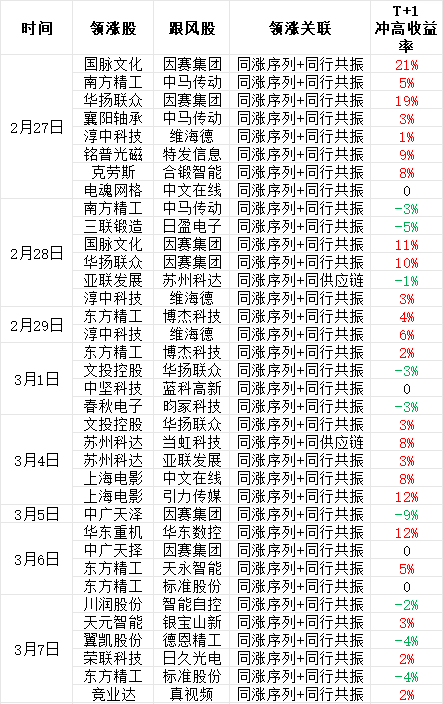 时间 领涨股 跟风股 领涨关联 T+1冲高收益率
2月27日
国脉文化 因赛集团 同涨序列+同行共振 21%
南方精工 中马传动 同涨序列+同行共振 5%
华扬联众 因赛集团 同涨序列+同行共振 19%
襄阳轴承 中马传动 同涨序列+同行共振 3%
淳中科技 维海德 同涨序列+同行共振 1%
铭普光磁 特发信息 同涨序列+同行共振 9%
克劳斯 合锻智能 同涨序列+同行共振 8%
电魂网格 中文在线 同涨序列+同行共振 0
2月28日
南方精工 中马传动 同涨序列+同行共振 -3%
三联锻造 日盈电子 同涨序列+同行共振 -5%
国脉文化 因赛集团 同涨序列+同行共振 11%
华扬联众 因赛集团 同涨序列+同行共振 10%
亚联发展 苏州科达 同涨序列+同供应链 -1%
淳中科技 维海德 同涨序列+同行共振 3%
2月29日
东方精工 博杰科技 同涨序列+同行共振 4%
淳中科技 维海德 同涨序列+同行共振 6%
3月1日
东方精工 博杰科技 同涨序列+同行共振 2%
文投控股 华扬联众 同涨序列+同行共振 -3%
中坚科技 蓝科高新 同涨序列+同行共振 0
春秋电子 昀冢科技 同涨序列+同行共振 -3%
3月4日
文投控股 华扬联众 同涨序列+同行共振 3%
苏州科达 当虹科技 同涨序列+同供应链 8%
苏州科达 亚联发展 同涨序列+同行共振 3%
上海电影 中文在线 同涨序列+同行共振 8%
上海电影 引力传媒 同涨序列+同行共振 12%
3月5日
中广天泽 因赛集团 同涨序列+同行共振 -9%
3月6日
华东重机 华东数控 同涨序列+同行共振 12%
中广天择 因赛集团 同涨序列+同行共振 0
东方精工 天永智能 同涨序列+同行共振 5%
东方精工 标准股份 同涨序列+同行共振 0
3月7日
川润股份 智能自控 同涨序列+同行共振 -2%
天元智能 银宝山新 同涨序列+同行共振 3%
翼凯股份 德恩精工 同涨序列+同行共振 -4%
荣联科技 日久光电 同涨序列+同行共振 2%
东方精工 标准股份 同涨序列+同行共振 -4%
竞业达 真视频 同涨序列+同行共振 2%